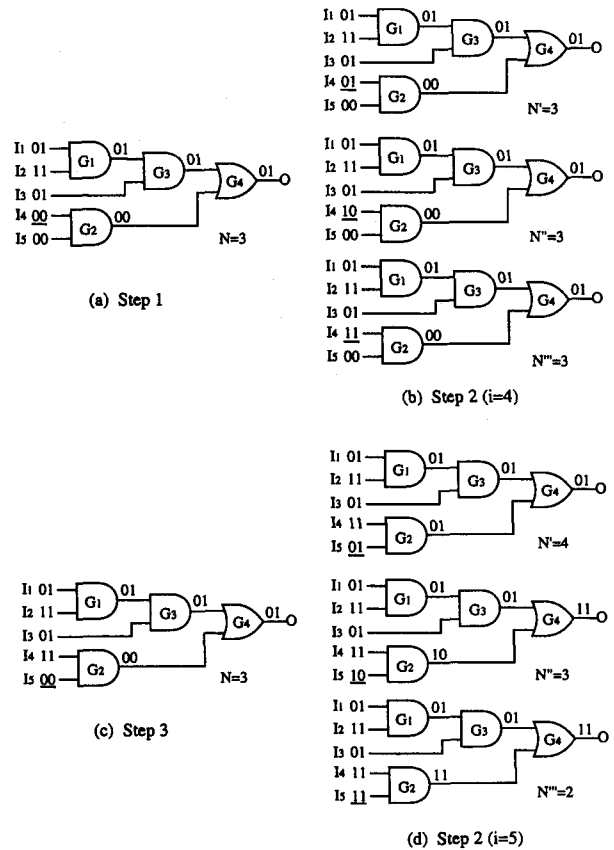 I1 01
01
I2 11
G1
01
G3
01
G4
O
I3 01
I4 00
00
G2
I5 00
N=3
(a) Step 1
I1 01
01
I2 11
G1
01
G3
01
G4
O
I3 01
I4 01
00
G2
I5 00
N'=3
I1 01
01
I2 11
G1
01
G3
01
G4
O
I3 01
I4 10
00
G2
I5 00
N"=3
I1 01
01
I2 11
G1
01
G3
01
G4
O
I3 01
I4 11
00
G2
I5 00
N'''=3
(b) Step 2 (i=4)
I1 01
01
I2 11
G1
01
G3
01
G4
O
I3 01
I4 11
00
G2
I5 00
N=3
(c) Step 3
I1 01
01
I2 11
G1
01
G3
01
G4
O
I3 01
I4 11
01
G2
I5 01
N'=4
I1 01
01
I2 11
G1
01
G3
11
G4
O
I3 01
I4 11
10
G2
I5 10
N"=3
I1 01
01
I2 11
G1
01
G3
11
G4
O
I3 01
I4 11
11
G2
I5 11
N'''=2
(d) Step 2 (i=5)